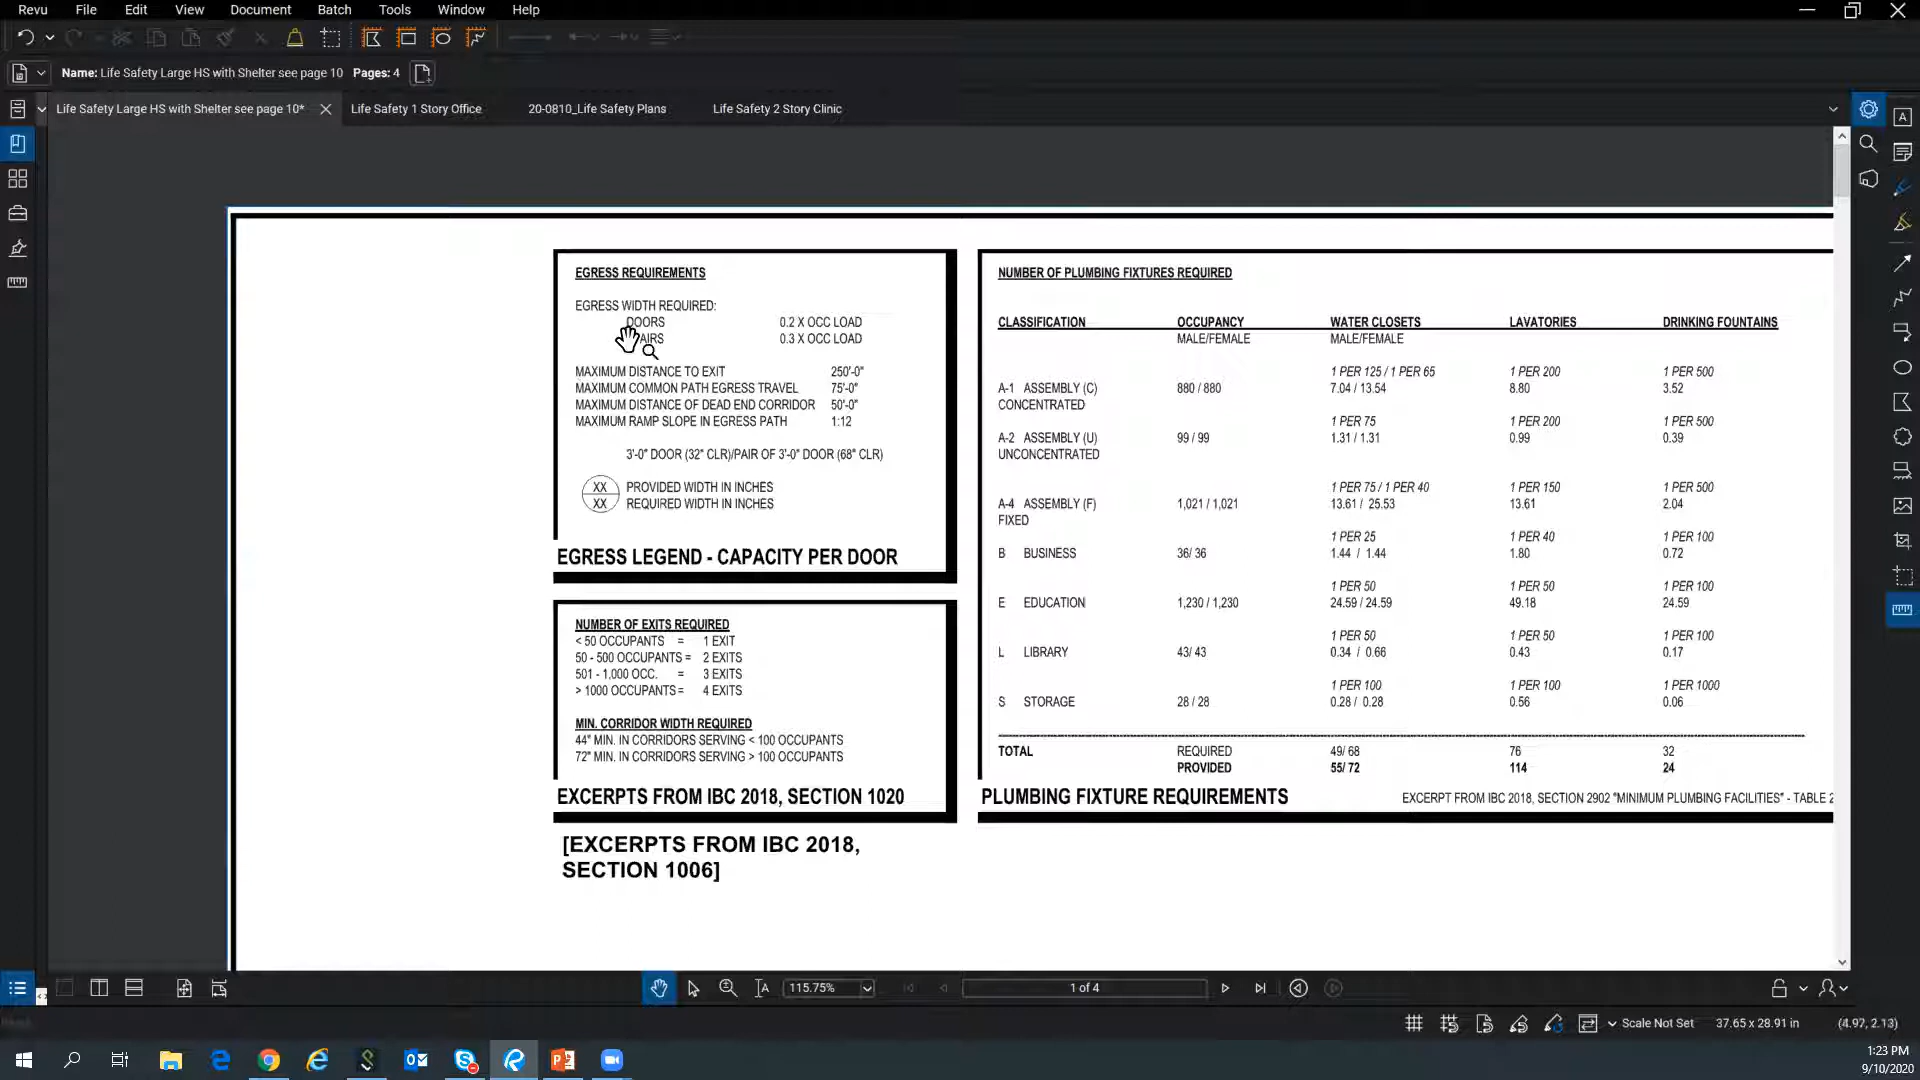 Revu File Edit View Document Batch Tools Window Help
Name: Life Safety Large HS with Shelter see page 10 Pages: 4
Life Safety Large HS with Shelter see page 10* Life Safety 1 Story Office 20-0810_Life Safety Plans Life Safety 2 Story Clinic
EGRESS REQUIREMENTS
EGRESS WIDTH REQUIRED:
DOORS 0.2 X OCC LOAD
AIRS 0.3 X OCC LOAD
MAXIMUM DISTANCE TO EXIT 250'-0"
MAXIMUM COMMON PATH EGRESS TRAVEL 75'-0"
MAXIMUM DISTANCE OF DEAD END CORRIDOR 50'-0"
MAXIMUM RAMP SLOPE IN EGRESS PATH 1:12
3'-0" DOOR (32" CLR)/PAIR OF 3'-0" DOOR (68" CLR)
XX PROVIDED WIDTH IN INCHES
XX REQUIRED WIDTH IN INCHES
EGRESS LEGEND - CAPACITY PER DOOR
NUMBER OF EXITS REQUIRED
< 50 OCCUPANTS = 1 EXIT
50 - 500 OCCUPANTS = 2 EXITS
501 - 1,000 OCC. = 3 EXITS
> 1000 OCCUPANTS = 4 EXITS
MIN. CORRIDOR WIDTH REQUIRED
44" MIN. IN CORRIDORS SERVING < 100 OCCUPANTS
72" MIN. IN CORRIDORS SERVING > 100 OCCUPANTS
EXCERPTS FROM IBC 2018, SECTION 1020
[EXCERPTS FROM IBC 2018,
SECTION 1006]
NUMBER OF PLUMBING FIXTURES REQUIRED
CLASSIFICATION OCCUPANCY WATER CLOSETS LAVATORIES DRINKING FOUNTAINS
MALE/FEMALE MALE/FEMALE
1 PER 125 / 1 PER 65 1 PER 200 1 PER 500
A-1 ASSEMBLY (C) 880 / 880 7.04 / 13.54 8.80 3.52
CONCENTRATED
1 PER 75 1 PER 200 1 PER 500
A-2 ASSEMBLY (U) 99 / 99 1.31 / 1.31 0.99 0.39
UNCONCENTRATED
1 PER 75 / 1 PER 40 1 PER 150 1 PER 500
A-4 ASSEMBLY (F) 1,021 / 1,021 13.61 / 25.53 13.61 2.04
FIXED
1 PER 25 1 PER 40 1 PER 100
B BUSINESS 36/ 36 1.44 / 1.44 1.80 0.72
1 PER 50 1 PER 50 1 PER 100
E EDUCATION 1,230 / 1,230 24.59 / 24.59 49.18 24.59
1 PER 50 1 PER 50 1 PER 100
L LIBRARY 43/ 43 0.34 / 0.66 0.43 0.17
1 PER 100 1 PER 100 1 PER 1000
S STORAGE 28 / 28 0.28 / 0.28 0.56 0.06
TOTAL REQUIRED 49/ 68 76 32
PROVIDED 55/ 72 114 24
PLUMBING FIXTURE REQUIREMENTS EXCERPT FROM IBC 2018, SECTION 2902 "MINIMUM PLUMBING FACILITIES" - TABLE 2
115.75% 1 of 4
Scale Not Set 37.65 x 28.91 in (4.97, 2.13)
1:23 PM
9/10/2020